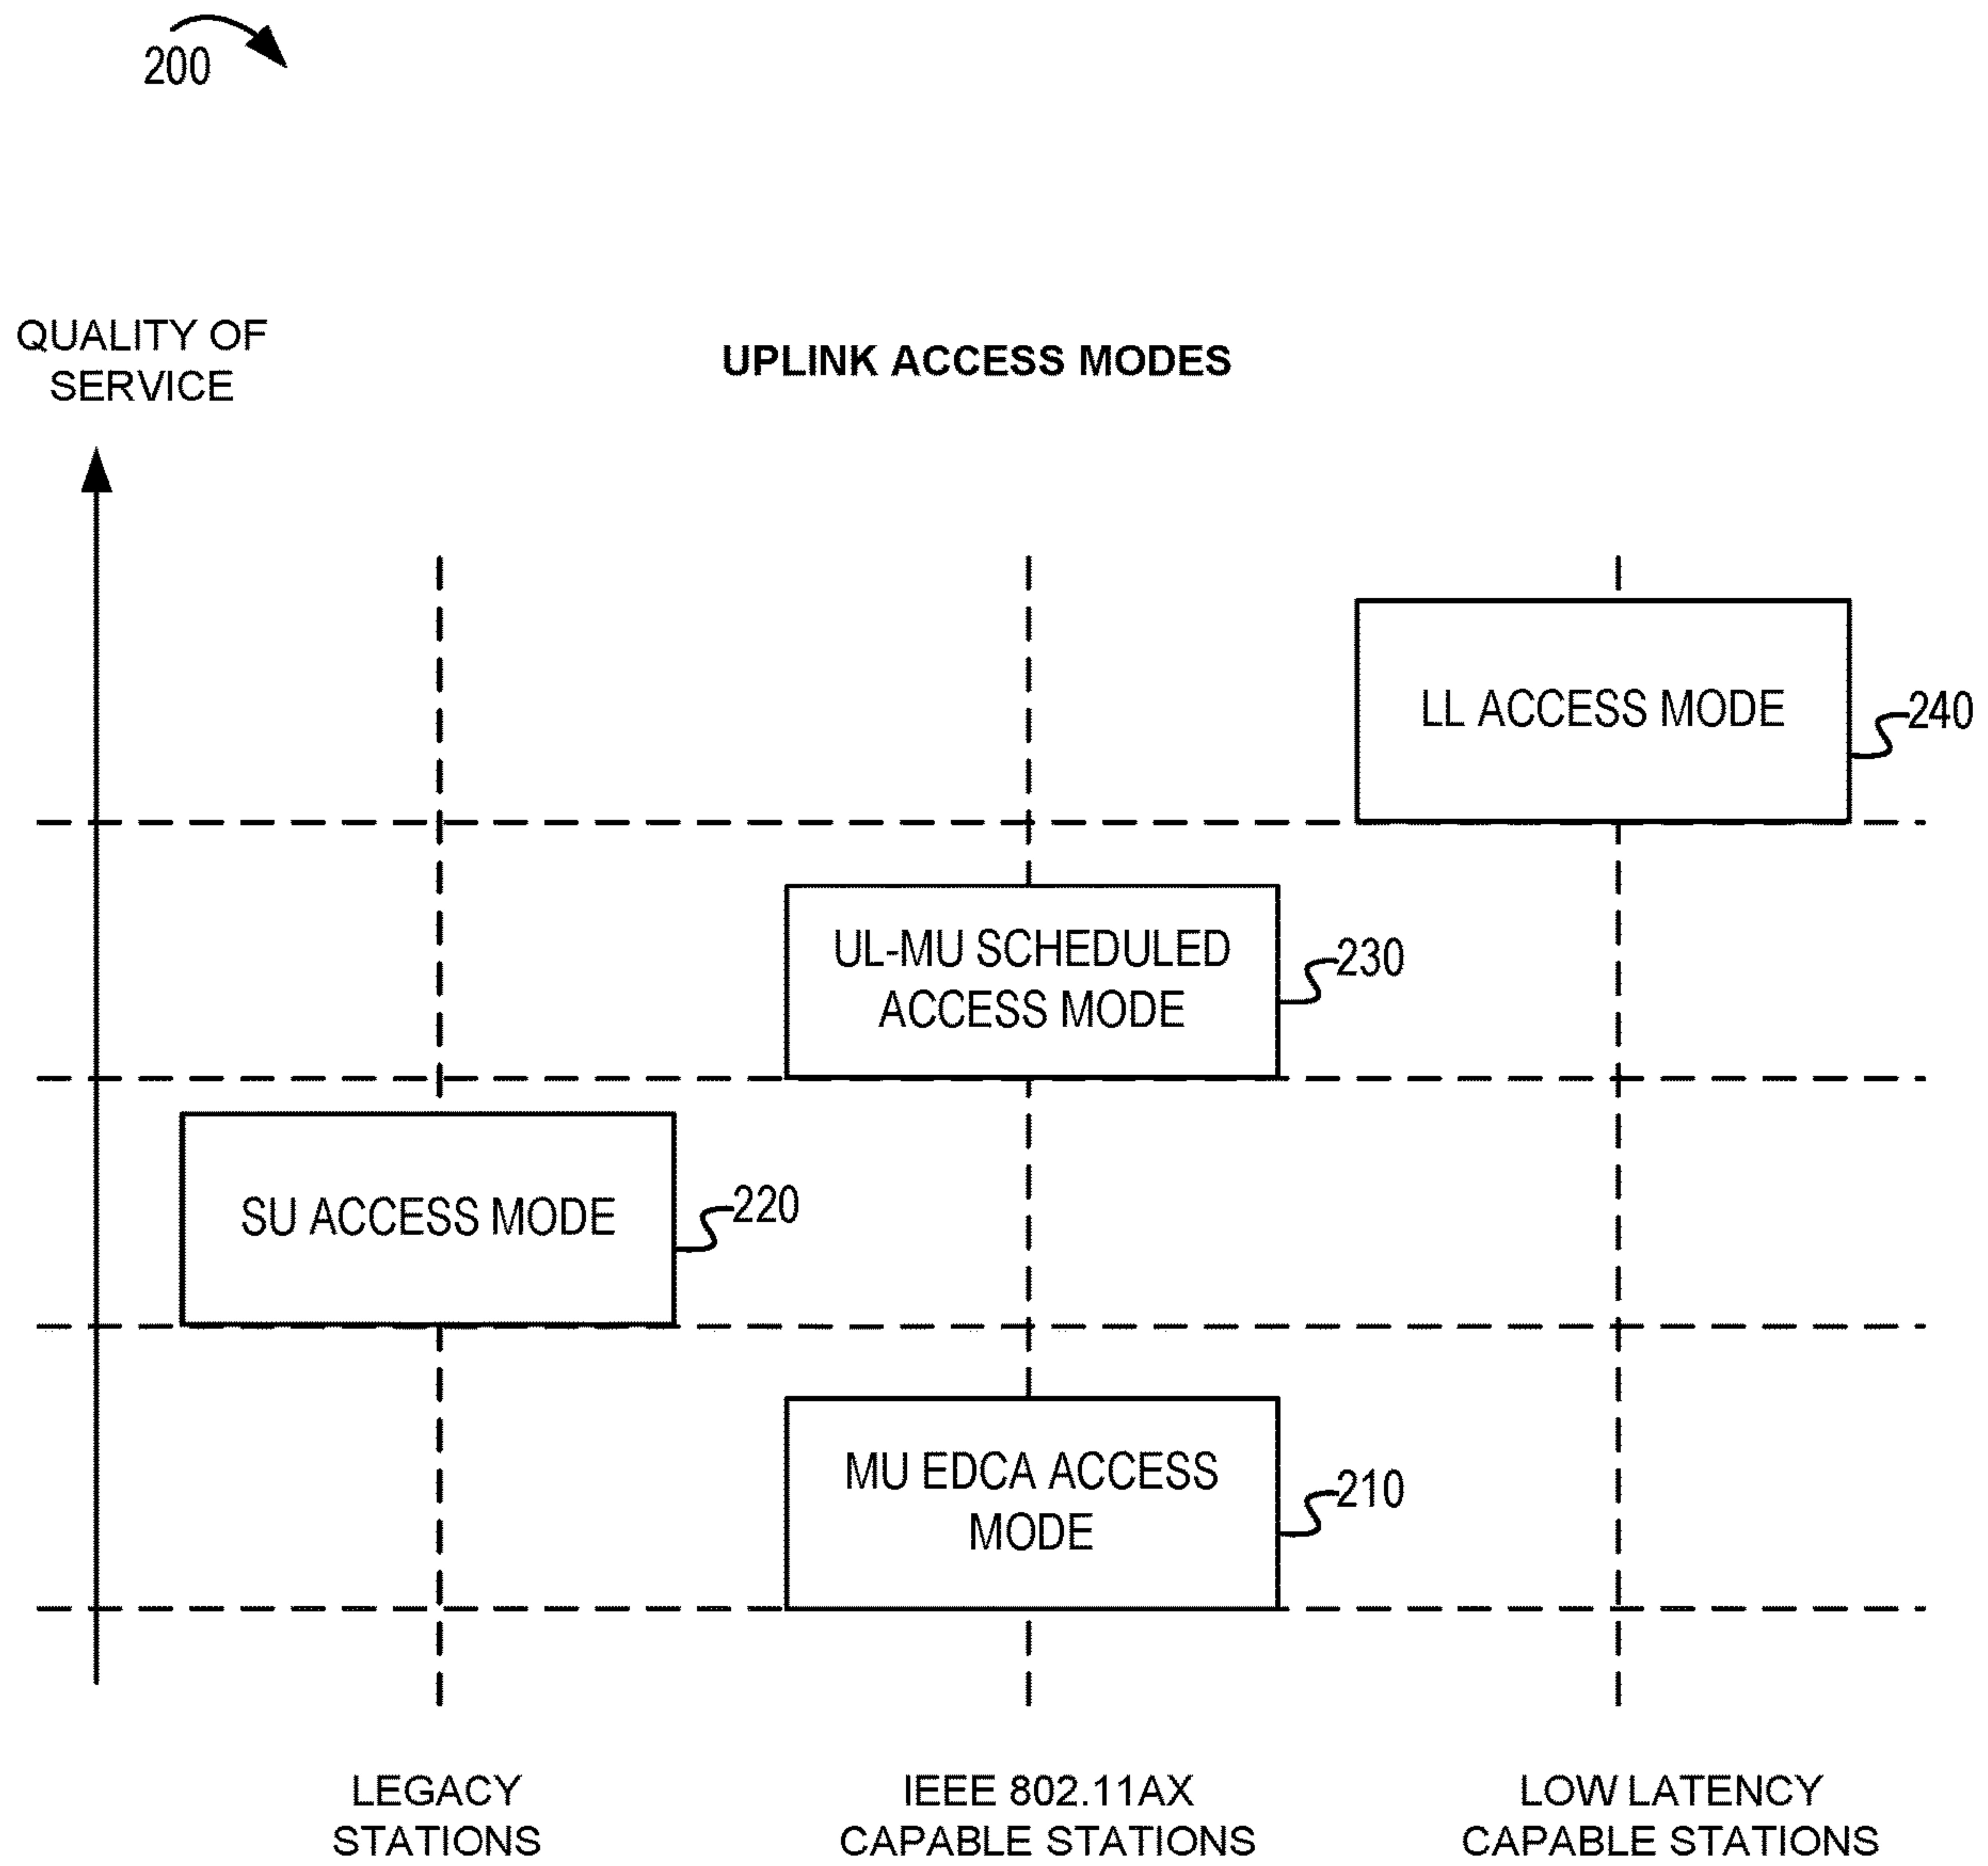 200
QUALITY OF
SERVICE
UPLINK ACCESS MODES
LL ACCESS MODE
240
UL-MU SCHEDULED
ACCESS MODE
230
SU ACCESS MODE
220
MU EDCA ACCESS
MODE
210
LEGACY
STATIONS
IEEE 802.11AX
CAPABLE STATIONS
LOW LATENCY
CAPABLE STATIONS